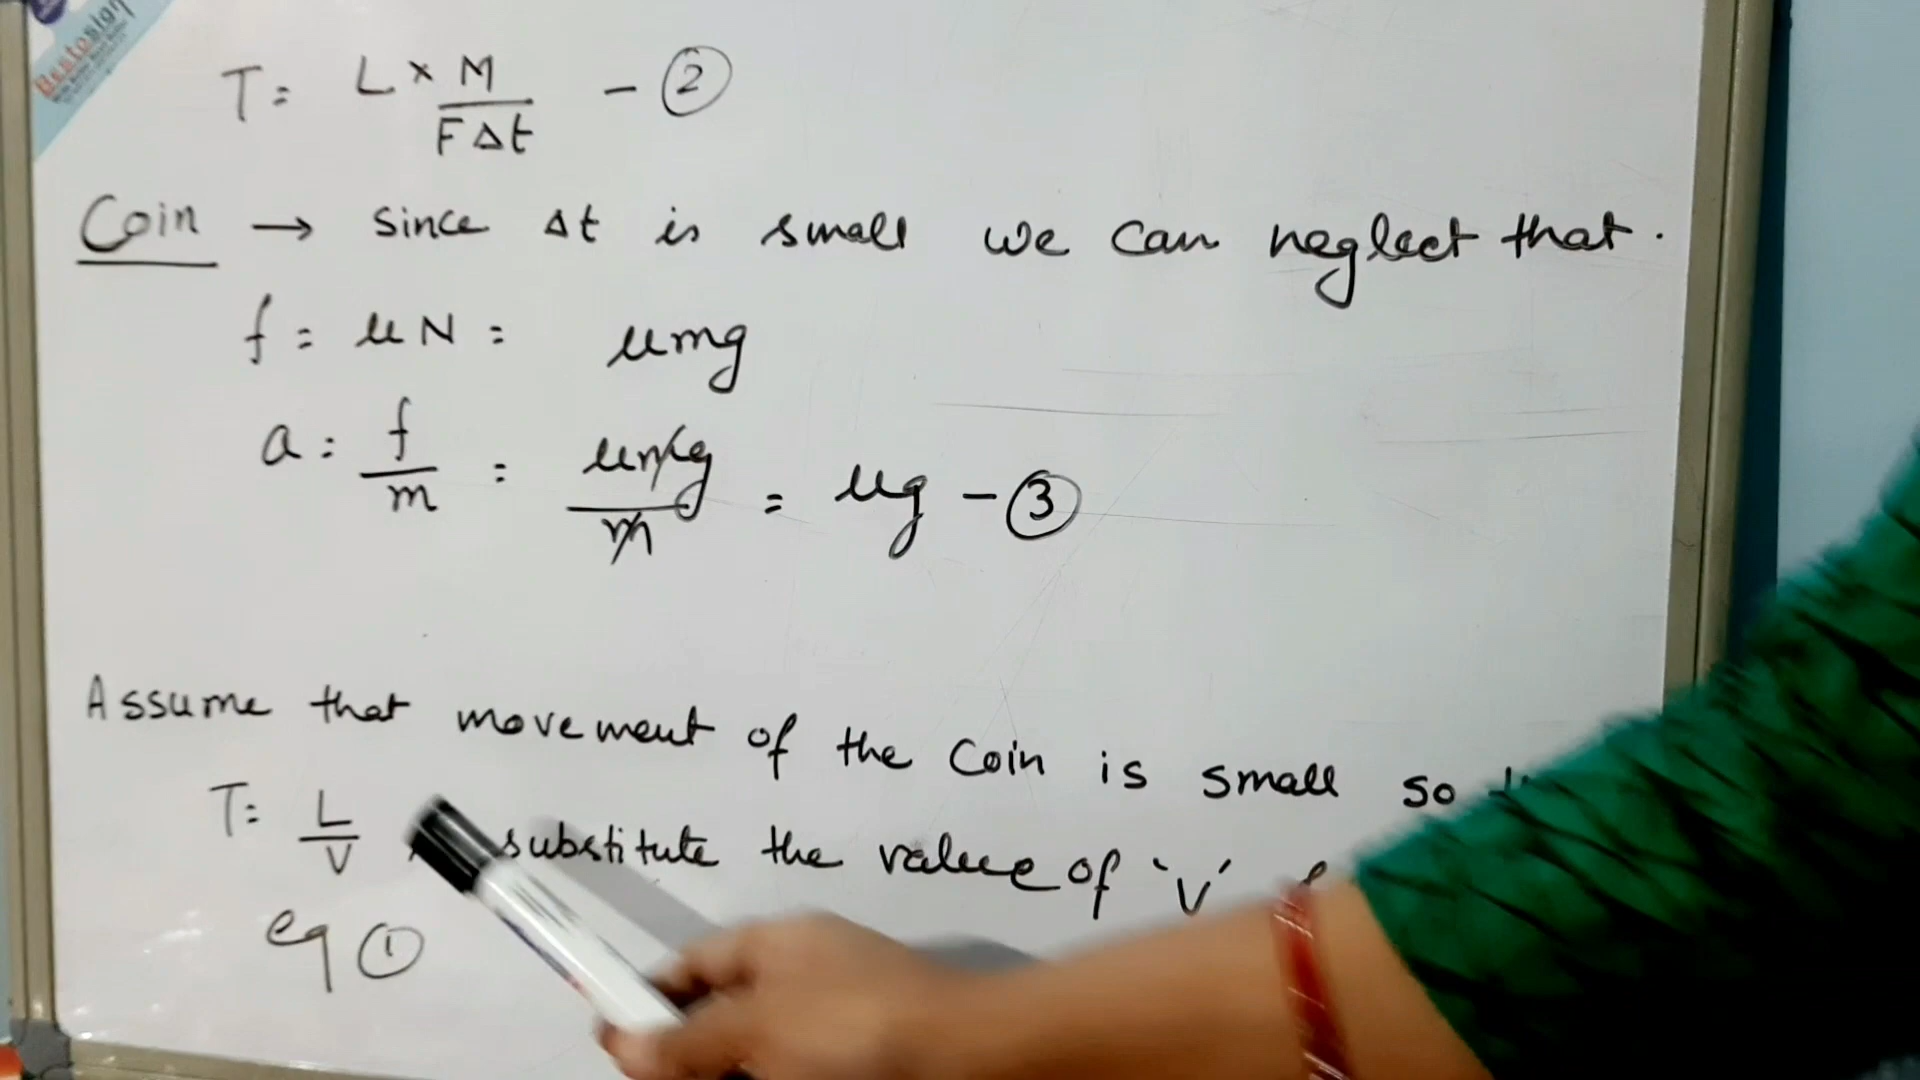 Bestosign
T = L × M / FΔt - ②
Coin → since Δt is small we can neglect that.
f = μN = μmg
a = f/m = μmg/m = μg - ③
Assume that movement of the Coin is small so
T = L/V substitute the value of 'v'
eq ①